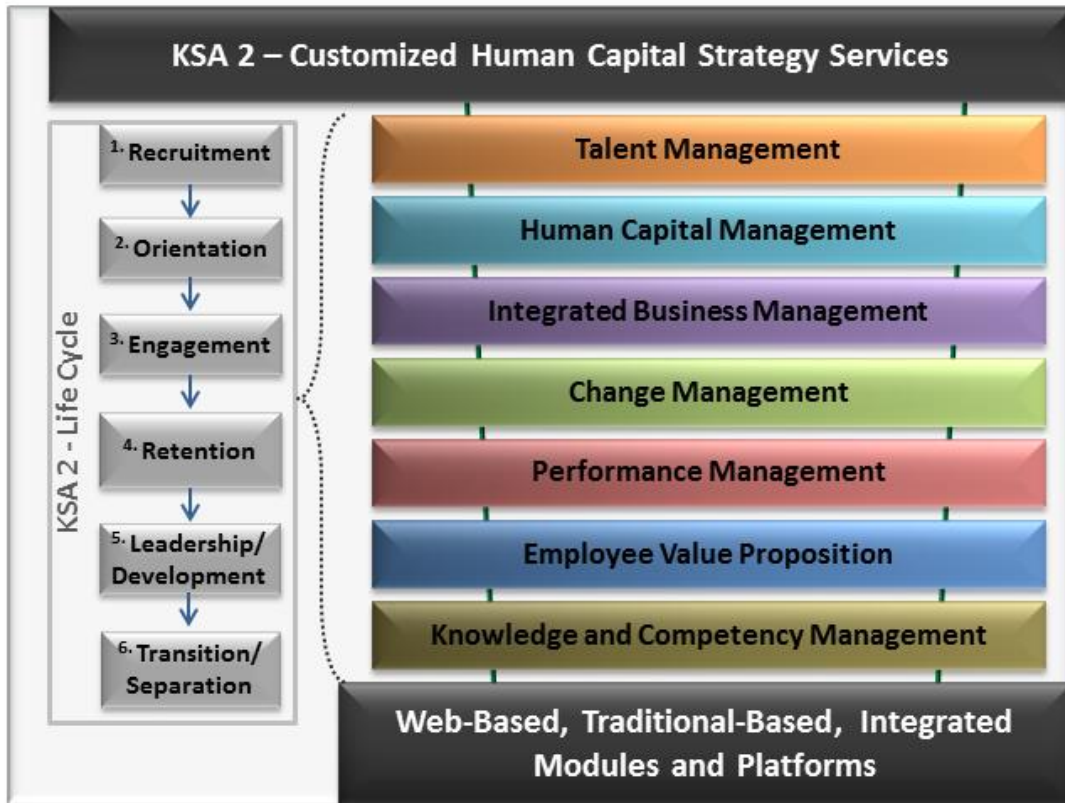 KSA 2 – Customized Human Capital Strategy Services
KSA 2 - Life Cycle
1. Recruitment
2. Orientation
3. Engagement
4. Retention
5. Leadership/
Development
6. Transition/
Separation
Talent Management
Human Capital Management
Integrated Business Management
Change Management
Performance Management
Employee Value Proposition
Knowledge and Competency Management
Web-Based, Traditional-Based, Integrated
Modules and Platforms